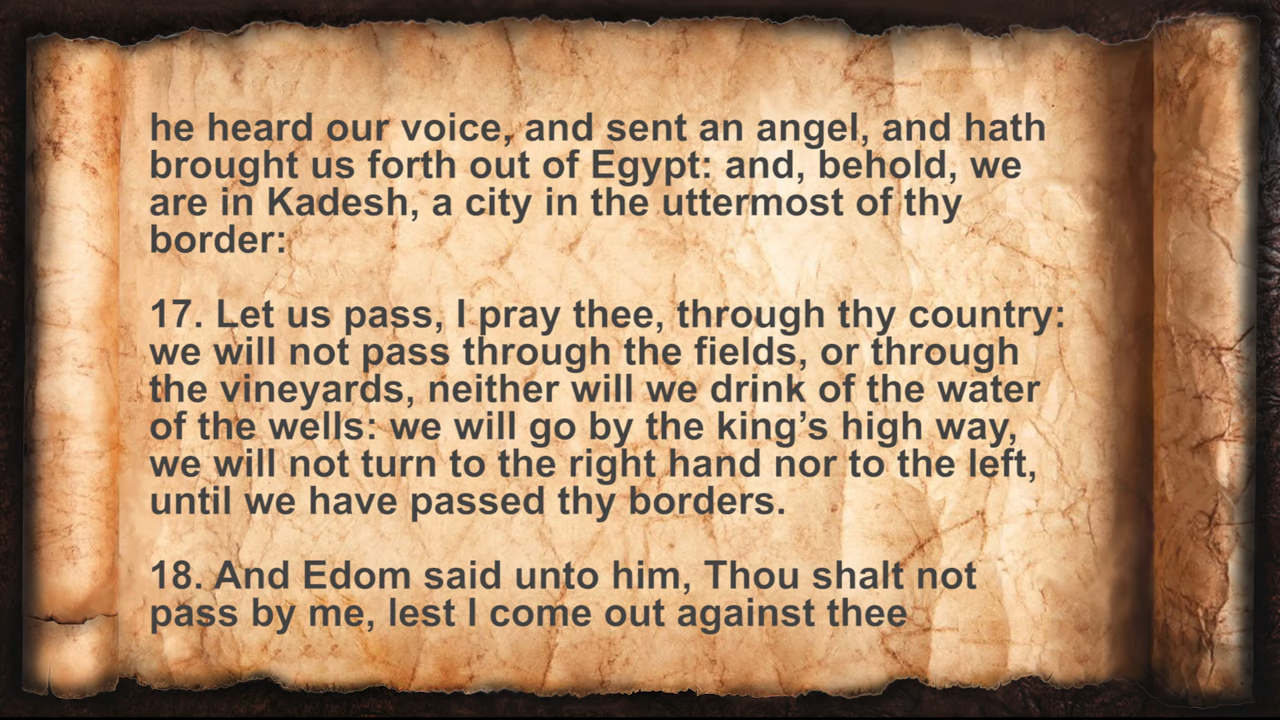 he heard our voice, and sent an angel, and hath
brought us forth out of Egypt: and, behold, we
are in Kadesh, a city in the uttermost of thy
border:
17. Let us pass, I pray thee, through thy country:
we will not pass through the fields, or through
the vineyards, neither will we drink of the water
of the wells: we will go by the king’s high way,
we will not turn to the right hand nor to the left,
until we have passed thy borders.
18. And Edom said unto him, Thou shalt not
pass by me, lest I come out against thee